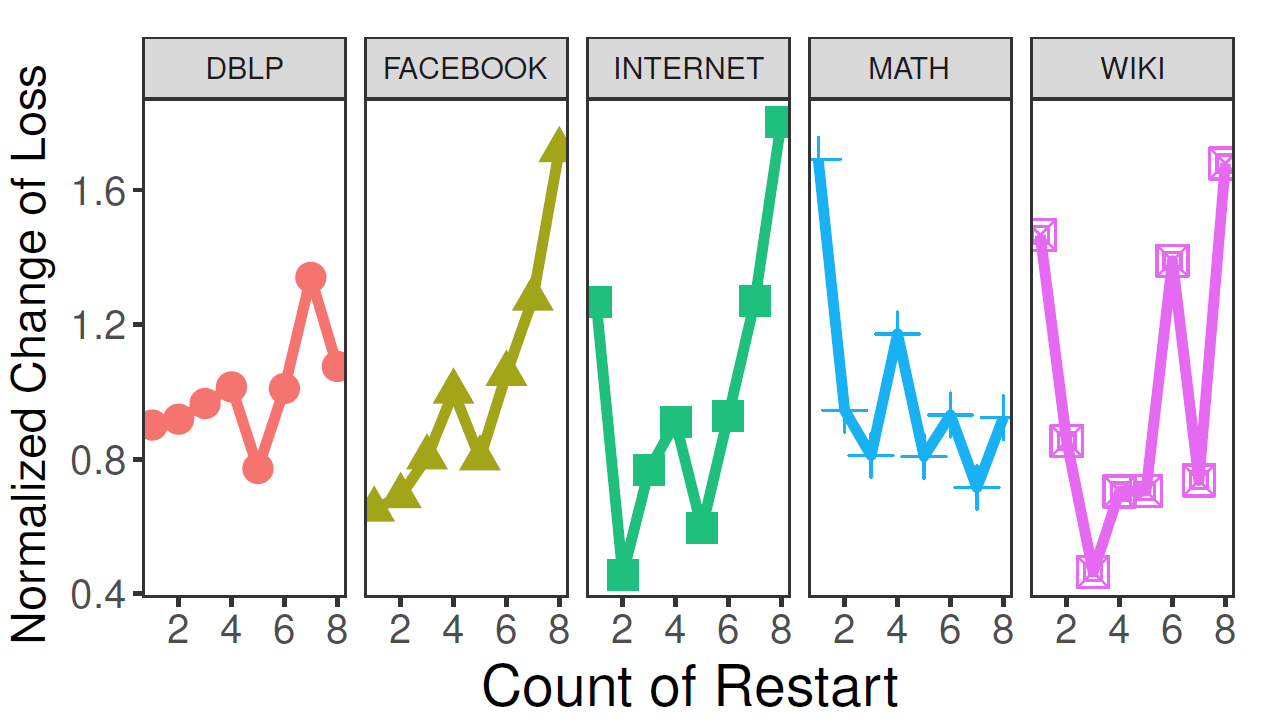 DBLP FACEBOOK INTERNET MATH WIKI
Normalized Change of Loss
1.6
1.2
0.8
0.4
2 4 6 8 2 4 6 8 2 4 6 8 2 4 6 8 2 4 6 8
Count of Restart